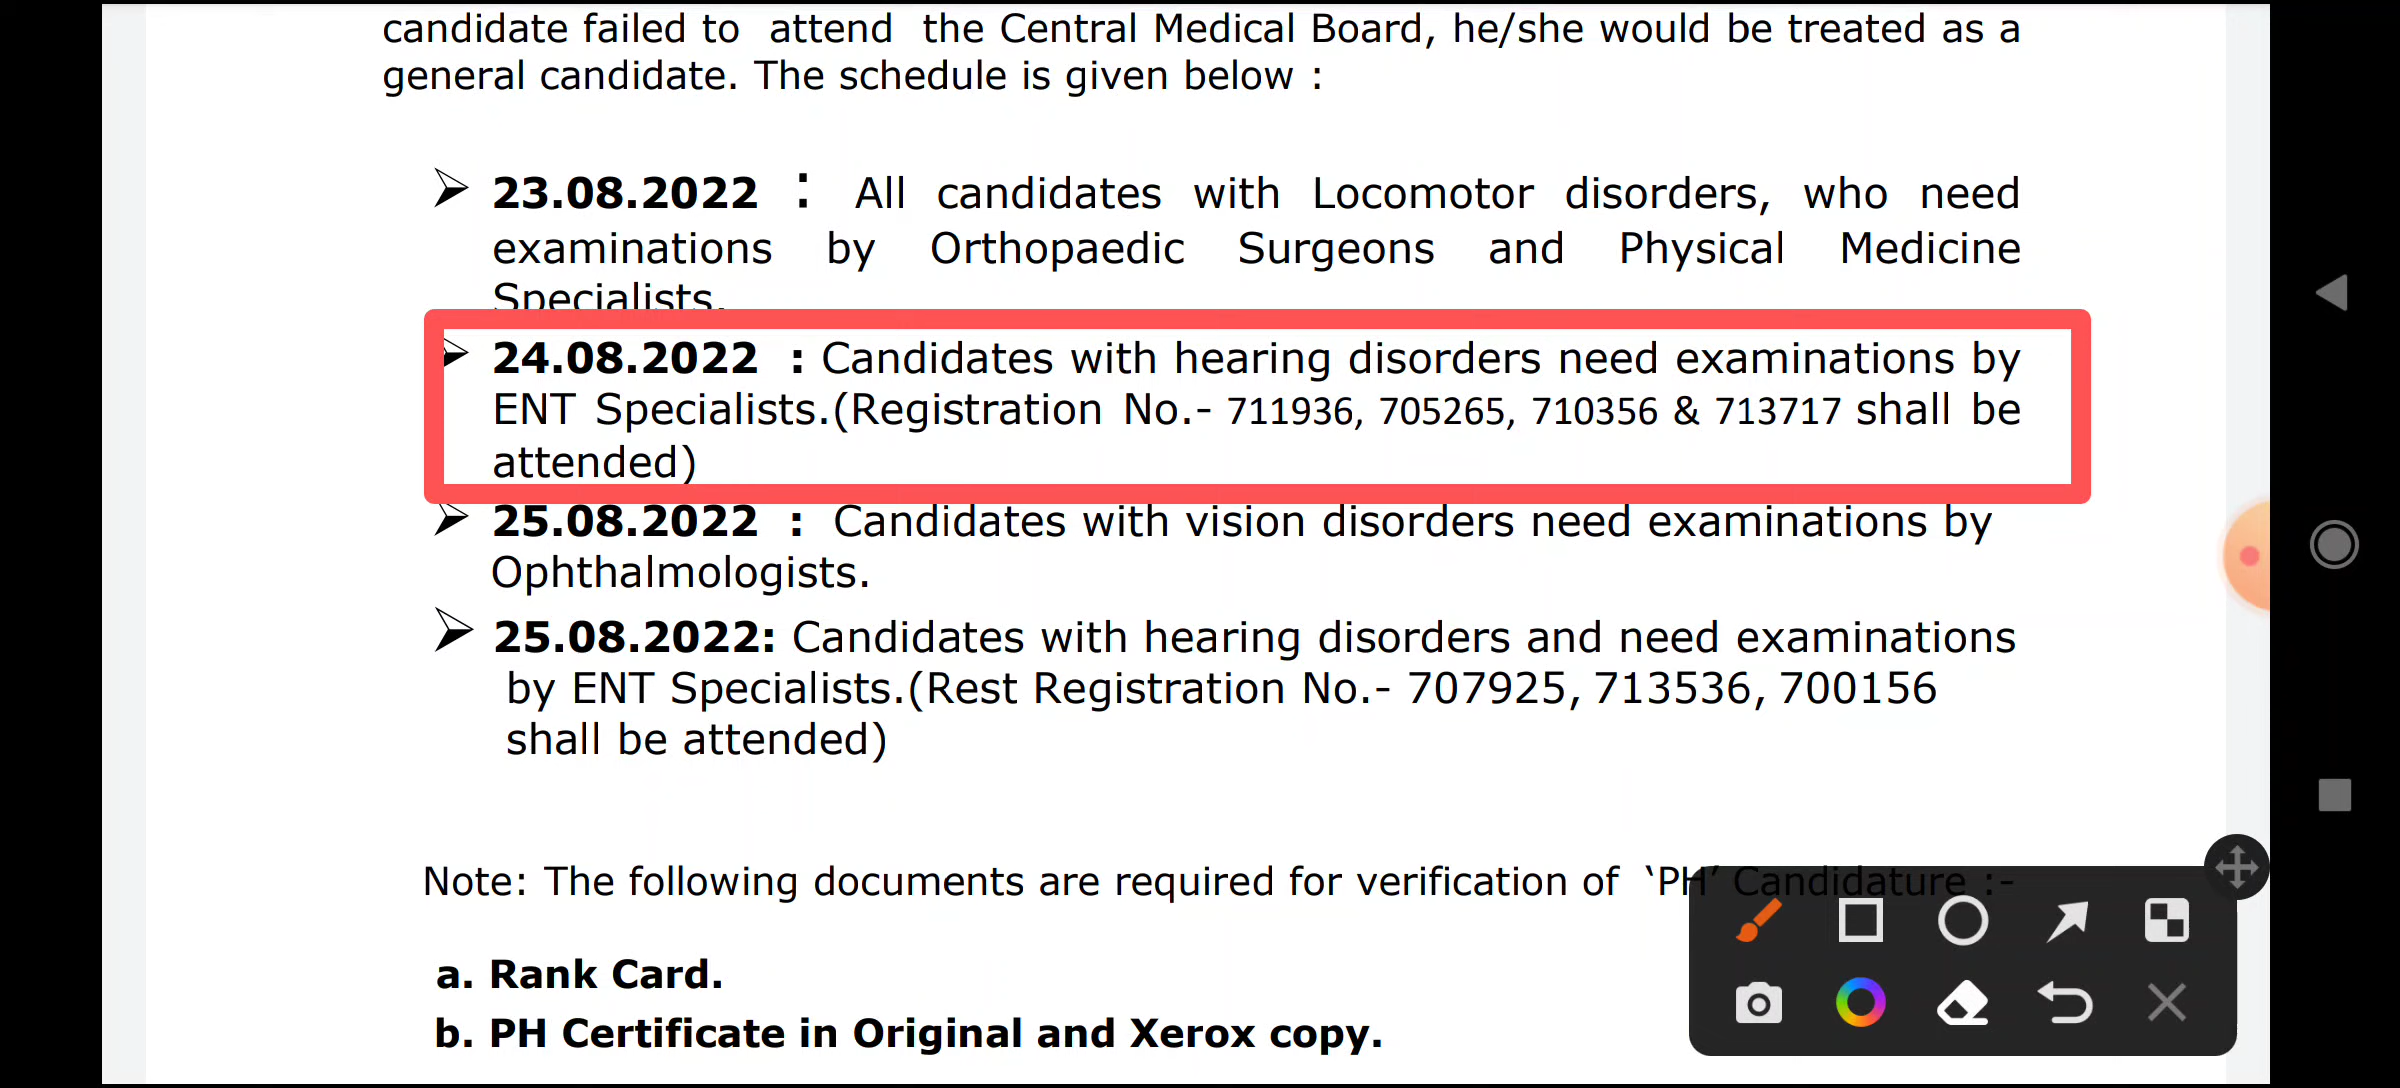 candidate failed to attend the Central Medical Board, he/she would be treated as a
general candidate. The schedule is given below :
➢ 23.08.2022 : All candidates with Locomotor disorders, who need
examinations by Orthopaedic Surgeons and Physical Medicine
Specialists.
➢ 24.08.2022 : Candidates with hearing disorders need examinations by
ENT Specialists.(Registration No.- 711936, 705265, 710356 & 713717 shall be
attended)
➢ 25.08.2022 : Candidates with vision disorders need examinations by
Ophthalmologists.
➢ 25.08.2022: Candidates with hearing disorders and need examinations
by ENT Specialists.(Rest Registration No.- 707925, 713536, 700156
shall be attended)
Note: The following documents are required for verification of ‘PH’ Candidature :-
a. Rank Card.
b. PH Certificate in Original and Xerox copy.